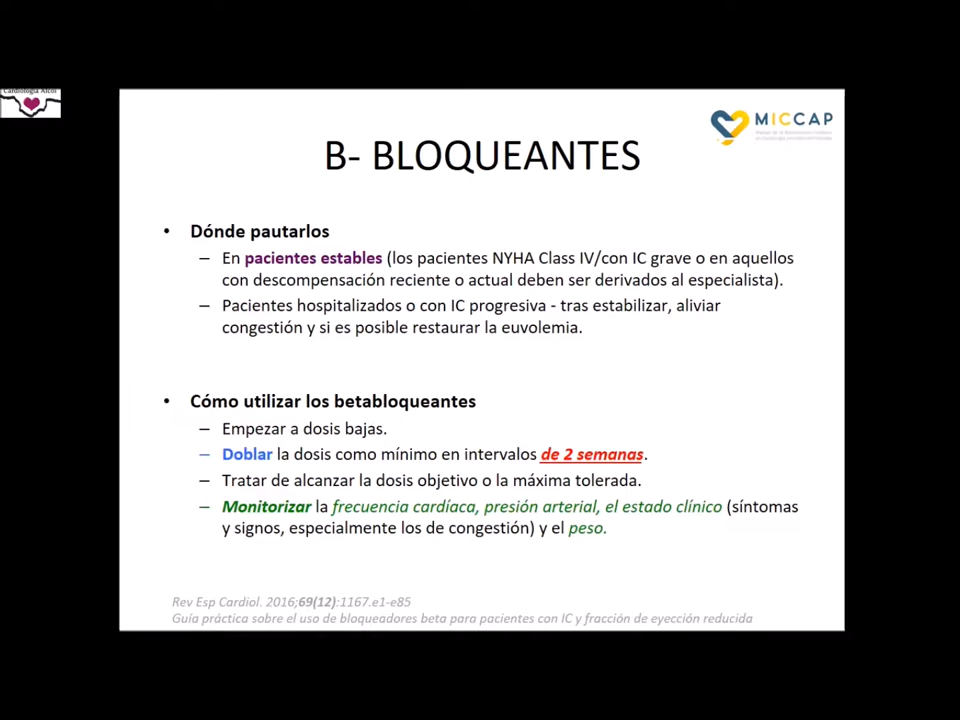 Cardiología Alcoi
MICCAP
B- BLOQUEANTES
• Dónde pautarlos
– En pacientes estables (los pacientes NYHA Class IV/con IC grave o en aquellos
con descompensación reciente o actual deben ser derivados al especialista).
– Pacientes hospitalizados o con IC progresiva - tras estabilizar, aliviar
congestión y si es posible restaurar la euvolemia.
• Cómo utilizar los betabloqueantes
– Empezar a dosis bajas.
– Doblar la dosis como mínimo en intervalos de 2 semanas.
– Tratar de alcanzar la dosis objetivo o la máxima tolerada.
– Monitorizar la frecuencia cardíaca, presión arterial, el estado clínico (síntomas
y signos, especialmente los de congestión) y el peso.
Rev Esp Cardiol. 2016;69(12):1167.e1-e85
Guía práctica sobre el uso de bloqueadores beta para pacientes con IC y fracción de eyección reducida